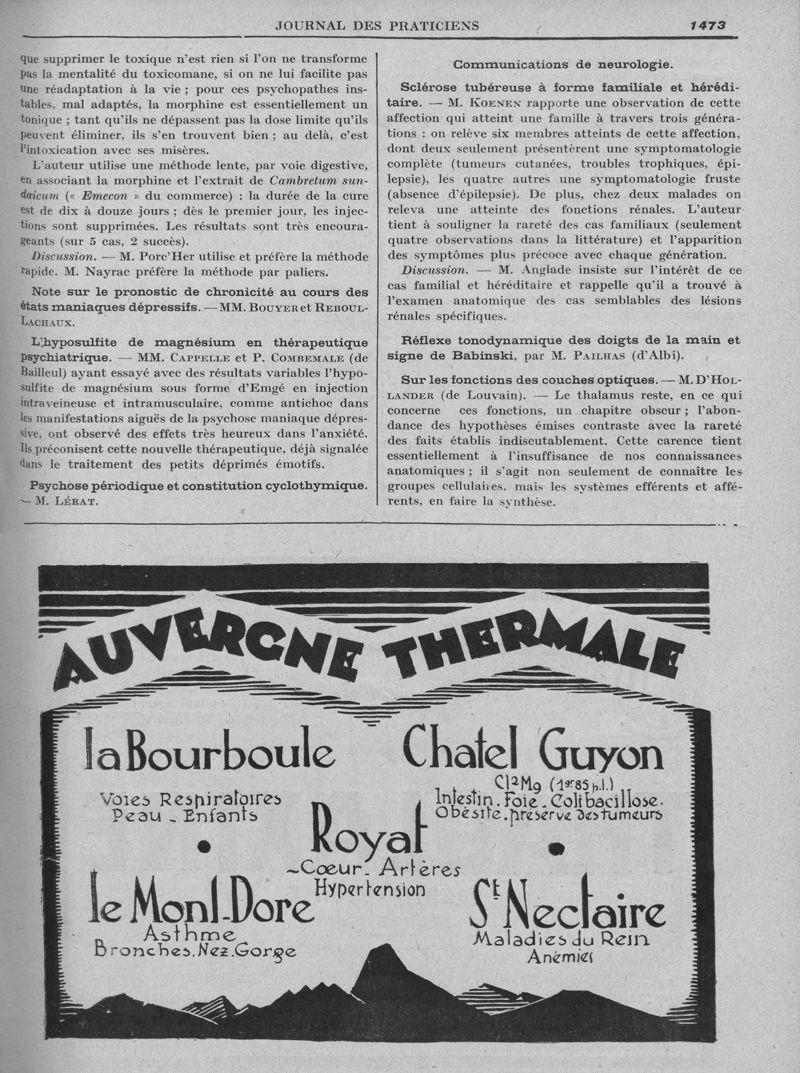 JOURNAL DES PRATICIENS
1473
que supprimer le toxique n'est rien si l'on ne transforme
pas la mentalité du toxicomane, si on ne lui facilite pas
une réadaptation à la vie ; pour ces psychopathes ins-
tables, mal adaptés, la morphine est essentiellement un
tonique ; tant qu'ils ne dépassent pas la dose limite qu'ils
peuvent éliminer, ils s'en trouvent bien ; au delà, c'est
l'intoxication avec ses misères.
L'auteur utilise une méthode lente, par voie digestive,
en associant la morphine et l'extrait de Cambretum sun-
daicum (« Emecon » du commerce) : la durée de la cure
est de dix à douze jours ; dès le premier jour, les injec-
tions sont supprimées. Les résultats sont très encoura-
geants (sur 5 cas, 2 succès).
Discussion. — M. Porc'Her utilise et préfère la méthode
rapide. M. Nayrac préfère la méthode par paliers.
Note sur le pronostic de chronicité au cours des
états maniaques dépressifs. — MM. BOUYER et REBOUL-
LACHAUX.
L'hyposulfite de magnésium en thérapeutique
psychiatrique. — MM. CAPPELLE et P. COMBEMALE (de
Bailleul) ayant essayé avec des résultats variables l'hypo-
sulfite de magnésium sous forme d'Emgé en injection
intraveineuse et intramusculaire, comme antichoc dans
les manifestations aiguës de la psychose maniaque dépres-
sive, ont observé des effets très heureux dans l'anxiété.
Ils préconisent cette nouvelle thérapeutique, déjà signalée
dans le traitement des petits déprimés émotifs.
Psychose périodique et constitution cyclothymique.
— M. LÉRAT.
Communications de neurologie.
Sclérose tubéreuse à forme familiale et hérédi-
taire. — M. KOENEN rapporte une observation de cette
affection qui atteint une famille à travers trois généra-
tions : on relève six membres atteints de cette affection,
dont deux seulement présentèrent une symptomatologie
complète (tumeurs cutanées, troubles trophiques, épi-
lepsie), les quatre autres une symptomatologie fruste
(absence d'épilepsie). De plus, chez deux malades on
releva une atteinte des fonctions rénales. L'auteur
tient à souligner la rareté des cas familiaux (seulement
quatre observations dans la littérature) et l'apparition
des symptômes plus précoce avec chaque génération.
Discussion. — M. Anglade insiste sur l'intérêt de ce
cas familial et héréditaire et rappelle qu'il a trouvé à
l'examen anatomique des cas semblables des lésions
rénales spécifiques.
Réflexe tonodynamique des doigts de la main et
signe de Babinski, par M. PAILHAS (d'Albi).
Sur les fonctions des couches optiques. — M. D'HOL-
LANDER (de Louvain). — Le thalamus reste, en ce qui
concerne ces fonctions, un chapitre obscur ; l'abon-
dance des hypothèses émises contraste avec la rareté
des faits établis indiscutablement. Cette carence tient
essentiellement à l'insuffisance de nos connaissances
anatomiques ; il s'agit non seulement de connaître les
groupes cellulaires, mais les systèmes efférents et affé-
rents, en faire la synthèse.
AUVERGNE THERMALE
la Bourboule
Voies Respiratoires
Peau - Enfants
Chatel Guyon
Cl²Mg (1gr85 p.l.)
Intestin. Foie - Colibacillose.
Obésité. préserve des tumeurs
Royat
Coeur - Artères
Hypertension
le Mont-Dore
Asthme
Bronches. Nez. Gorge
St Nectaire
Maladies du Rein
Anémies